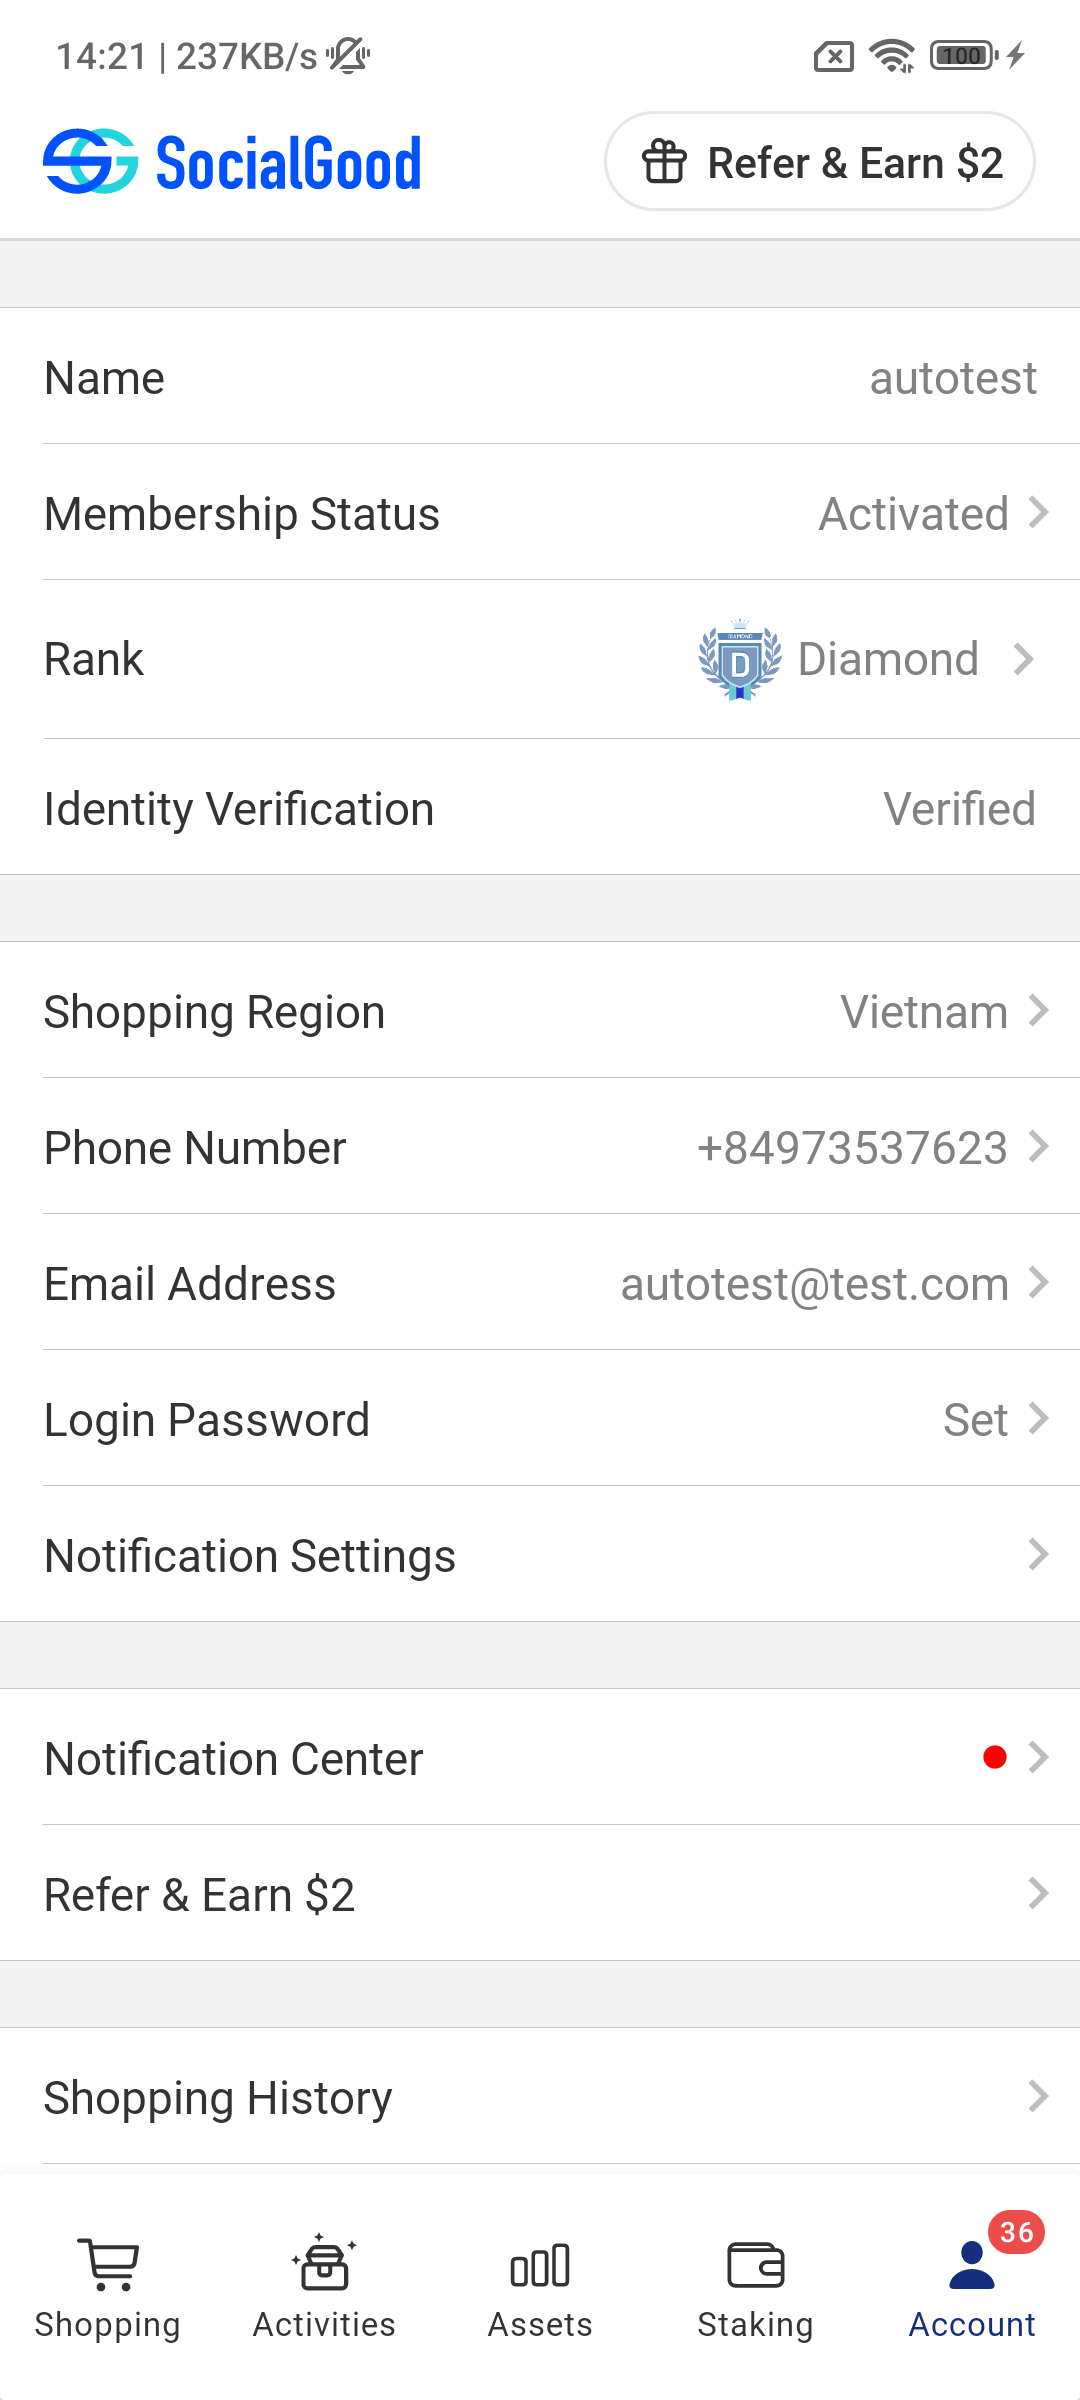 14:21 | 237KB/s
100
SocialGood
Refer & Earn $2
Name
autotest
Membership Status
Activated
Rank
DIAMOND
D
Diamond
Identity Verification
Verified
Shopping Region
Vietnam
Phone Number
+84973537623
Email Address
autotest@test.com
Login Password
Set
Notification Settings
Notification Center
Refer & Earn $2
Shopping History
36
Shopping
Activities
Assets
Staking
Account